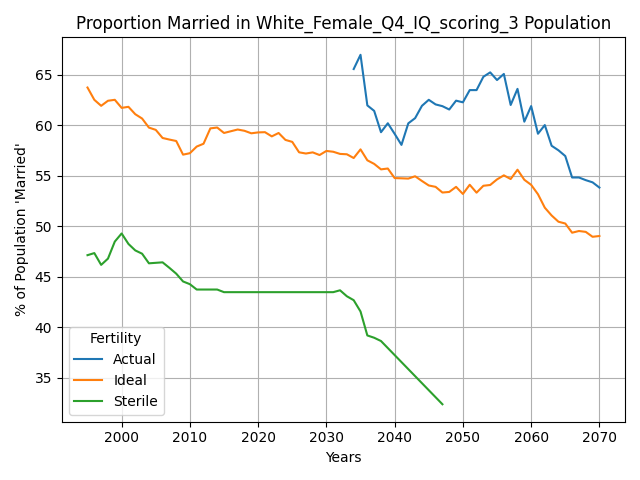 Proportion Married in White_Female_Q4_IQ_scoring_3 Population
% of Population 'Married'
65
60
55
50
45
40
35
Fertility
Actual
Ideal
Sterile
2000 2010 2020 2030 2040 2050 2060 2070
Years